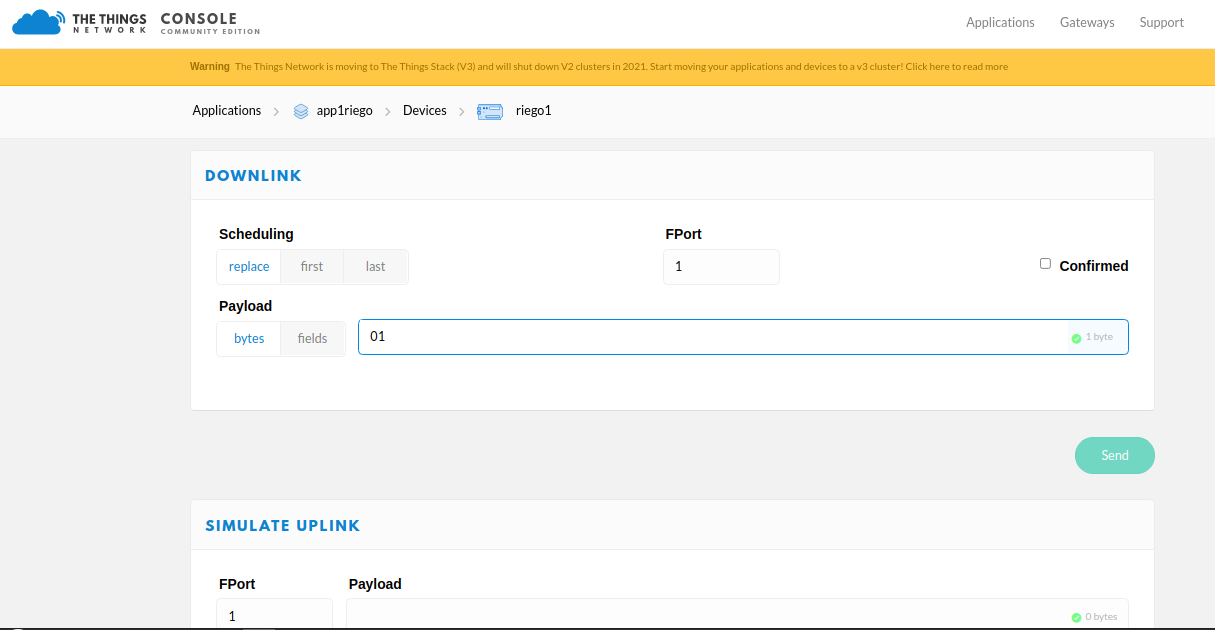 THE THINGS NETWORK CONSOLE COMMUNITY EDITION Applications Gateways Support
Warning The Things Network is moving to The Things Stack (V3) and will shut down V2 clusters in 2021. Start moving your applications and devices to a v3 cluster! Click here to read more
Applications app1riego Devices riego1
DOWNLINK
Scheduling FPort
replace first last 1 Confirmed
Payload
bytes fields 01 1 byte
Send
SIMULATE UPLINK
FPort Payload
1 0 bytes